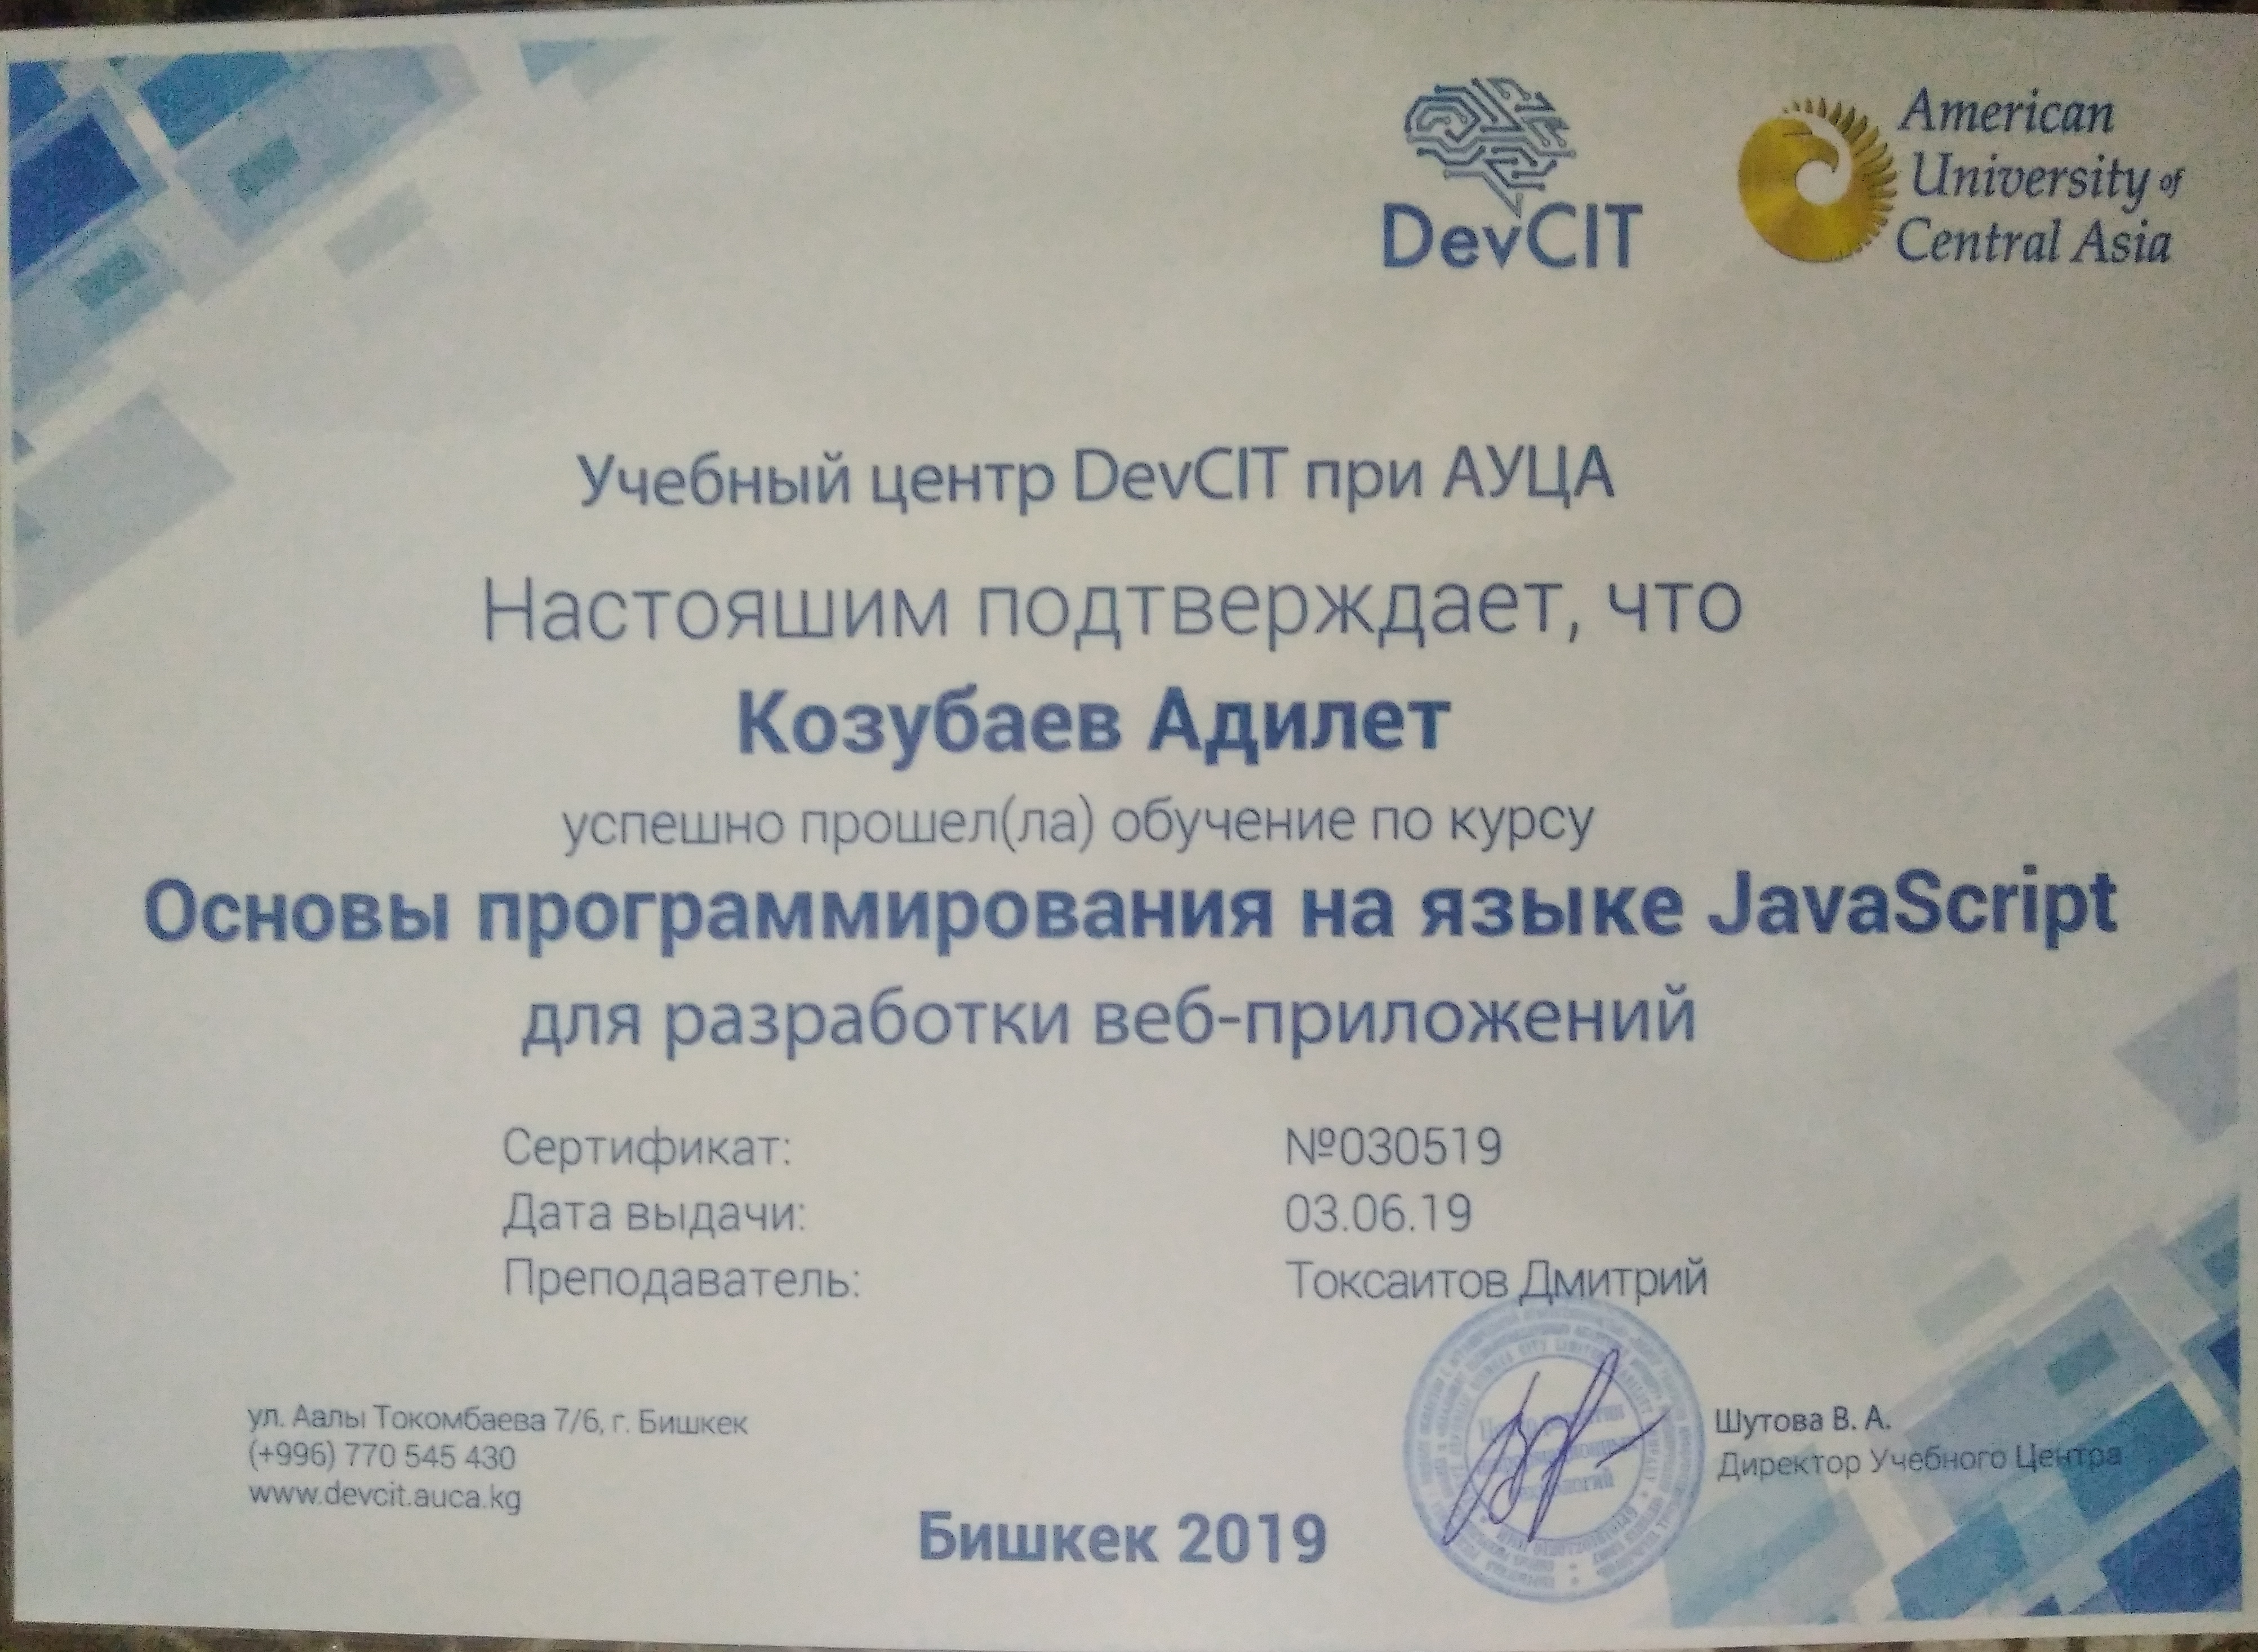 DevCIT
American
University of
Central Asia
Учебный центр DevCIT при АУЦА
Настояшим подтверждает, что
Козубаев Адилет
успешно прошел(ла) обучение по курсу
Основы программирования на языке JavaScript
для разработки веб-приложений
Сертификат: №030519
Дата выдачи: 03.06.19
Преподаватель: Токсаитов Дмитрий
ул. Аалы Токомбаева 7/6, г. Бишкек
(+996) 770 545 430
www.devcit.auca.kg
Шутова В. А.
Директор Учебного Центра
Бишкек 2019